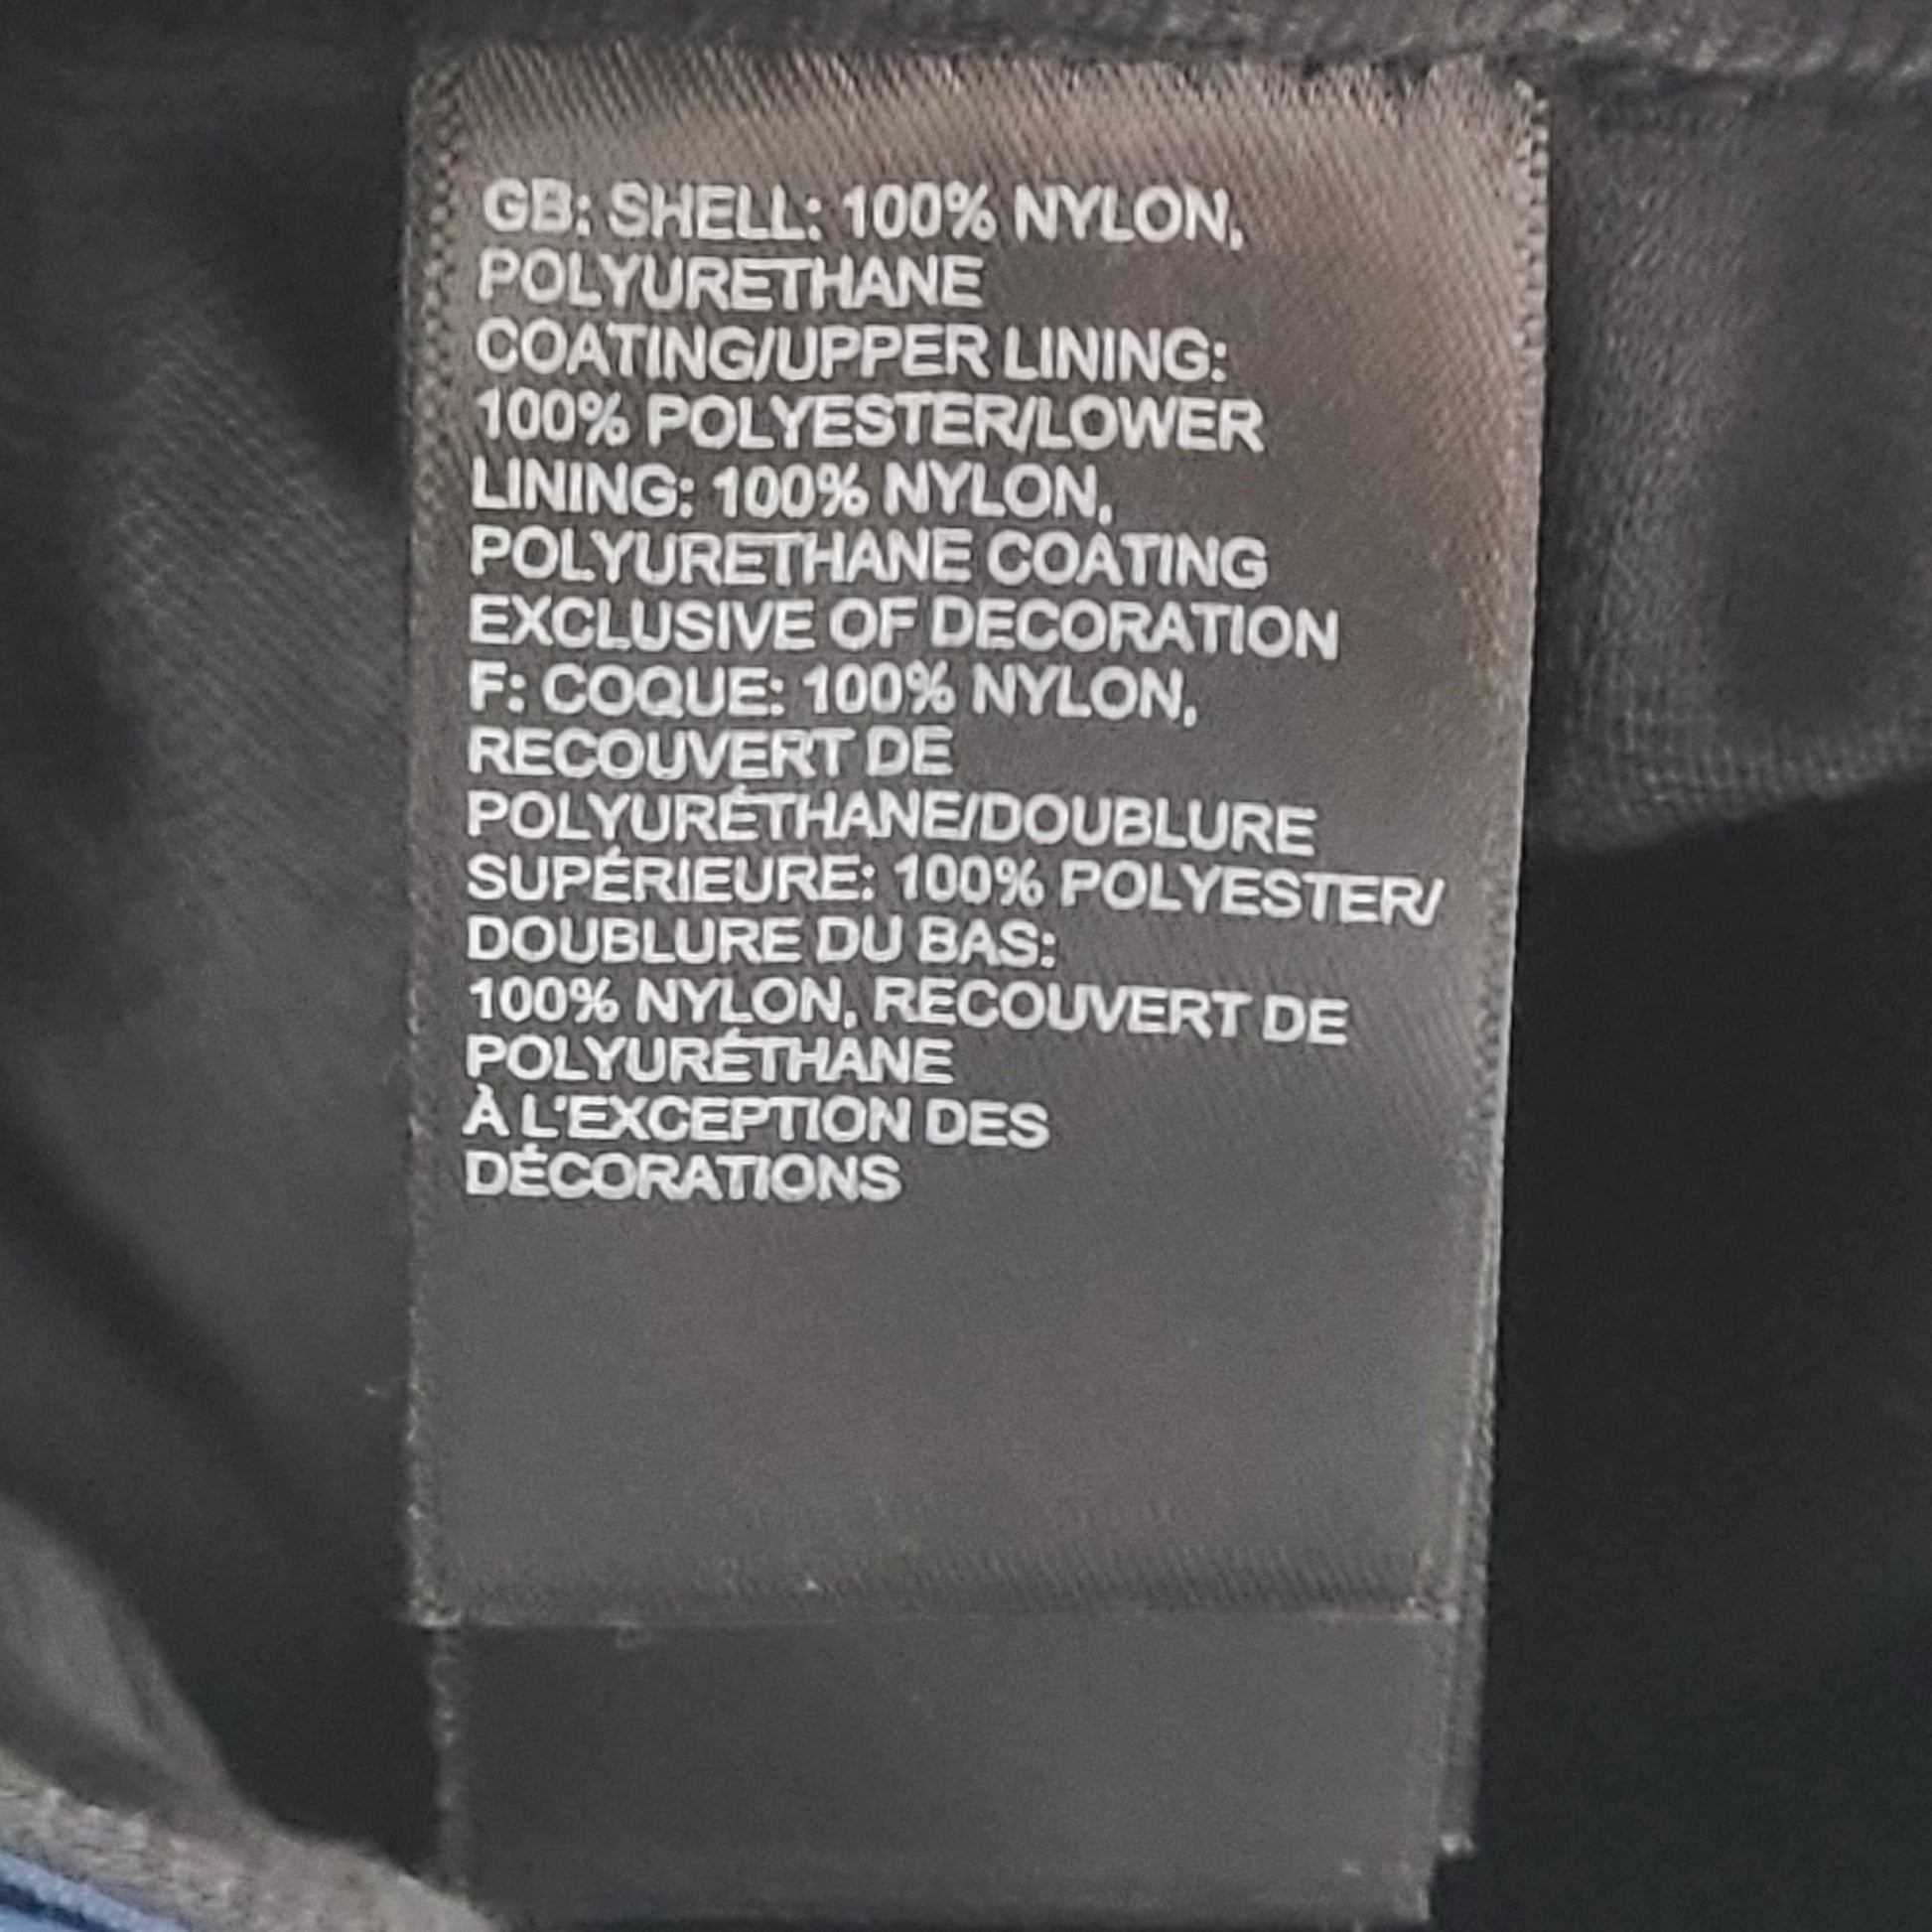 GB: SHELL: 100% NYLON,
POLYURETHANE
COATING/UPPER LINING:
100% POLYESTER/LOWER
LINING: 100% NYLON,
POLYURETHANE COATING
EXCLUSIVE OF DECORATION
F: COQUE: 100% NYLON,
RECOUVERT DE
POLYURÉTHANE/DOUBLURE
SUPÉRIEURE: 100% POLYESTER/
DOUBLURE DU BAS:
100% NYLON, RECOUVERT DE
POLYURÉTHANE
À L'EXCEPTION DES
DÉCORATIONS